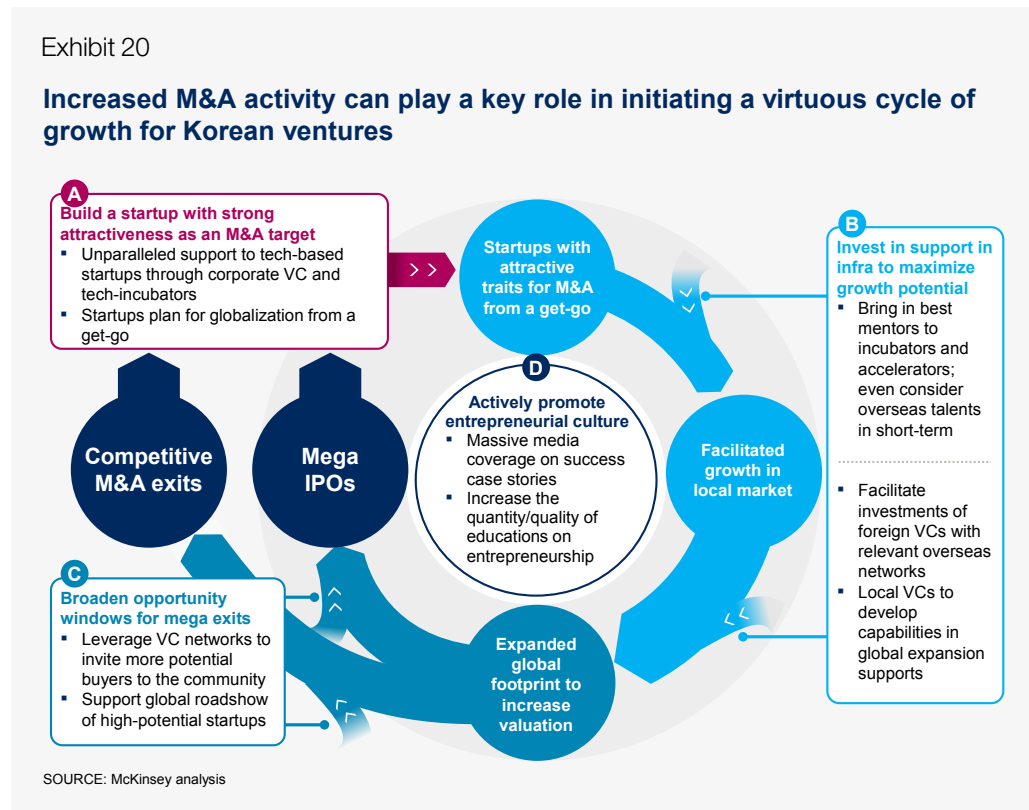 Exhibit 20
Increased M&A activity can play a key role in initiating a virtuous cycle of
growth for Korean ventures
A
Build a startup with strong
attractiveness as an M&A target
▪ Unparalleled support to tech-based
startups through corporate VC and
tech-incubators
▪ Startups plan for globalization from a
get-go
Startups with
attractive
traits for M&A
from a get-go
B
Invest in support in
infra to maximize
growth potential
▪ Bring in best
mentors to
incubators and
accelerators;
even consider
overseas talents
in short-term
▪ Facilitate
investments of
foreign VCs with
relevant overseas
networks
▪ Local VCs to
develop
capabilities in
global expansion
supports
D
Actively promote
entrepreneurial culture
▪ Massive media
coverage on success
case stories
▪ Increase the
quantity/quality of
educations on
entrepreneurship
Competitive
M&A exits
Mega
IPOs
Facilitated
growth in
local market
C
Broaden opportunity
windows for mega exits
▪ Leverage VC networks to
invite more potential
buyers to the community
▪ Support global roadshow
of high-potential startups
Expanded
global
footprint to
increase
valuation
SOURCE: McKinsey analysis